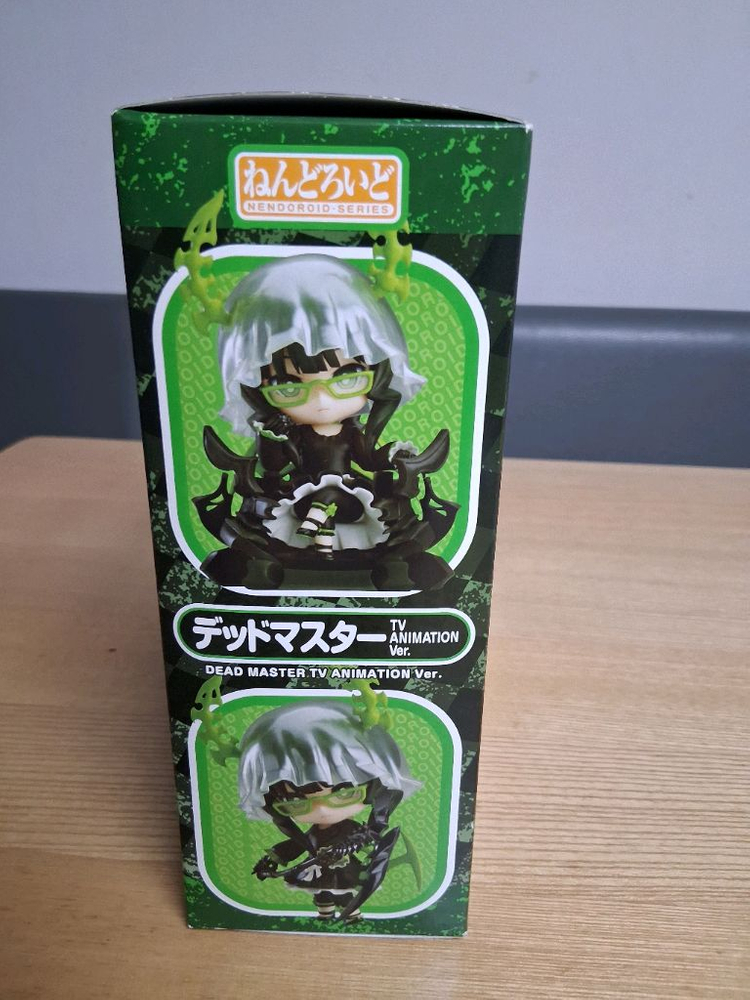 ねんどろいど
NENDOROID-SERIES
デッドマスター TV ANIMATION Ver.
DEAD MASTER TV ANIMATION Ver.